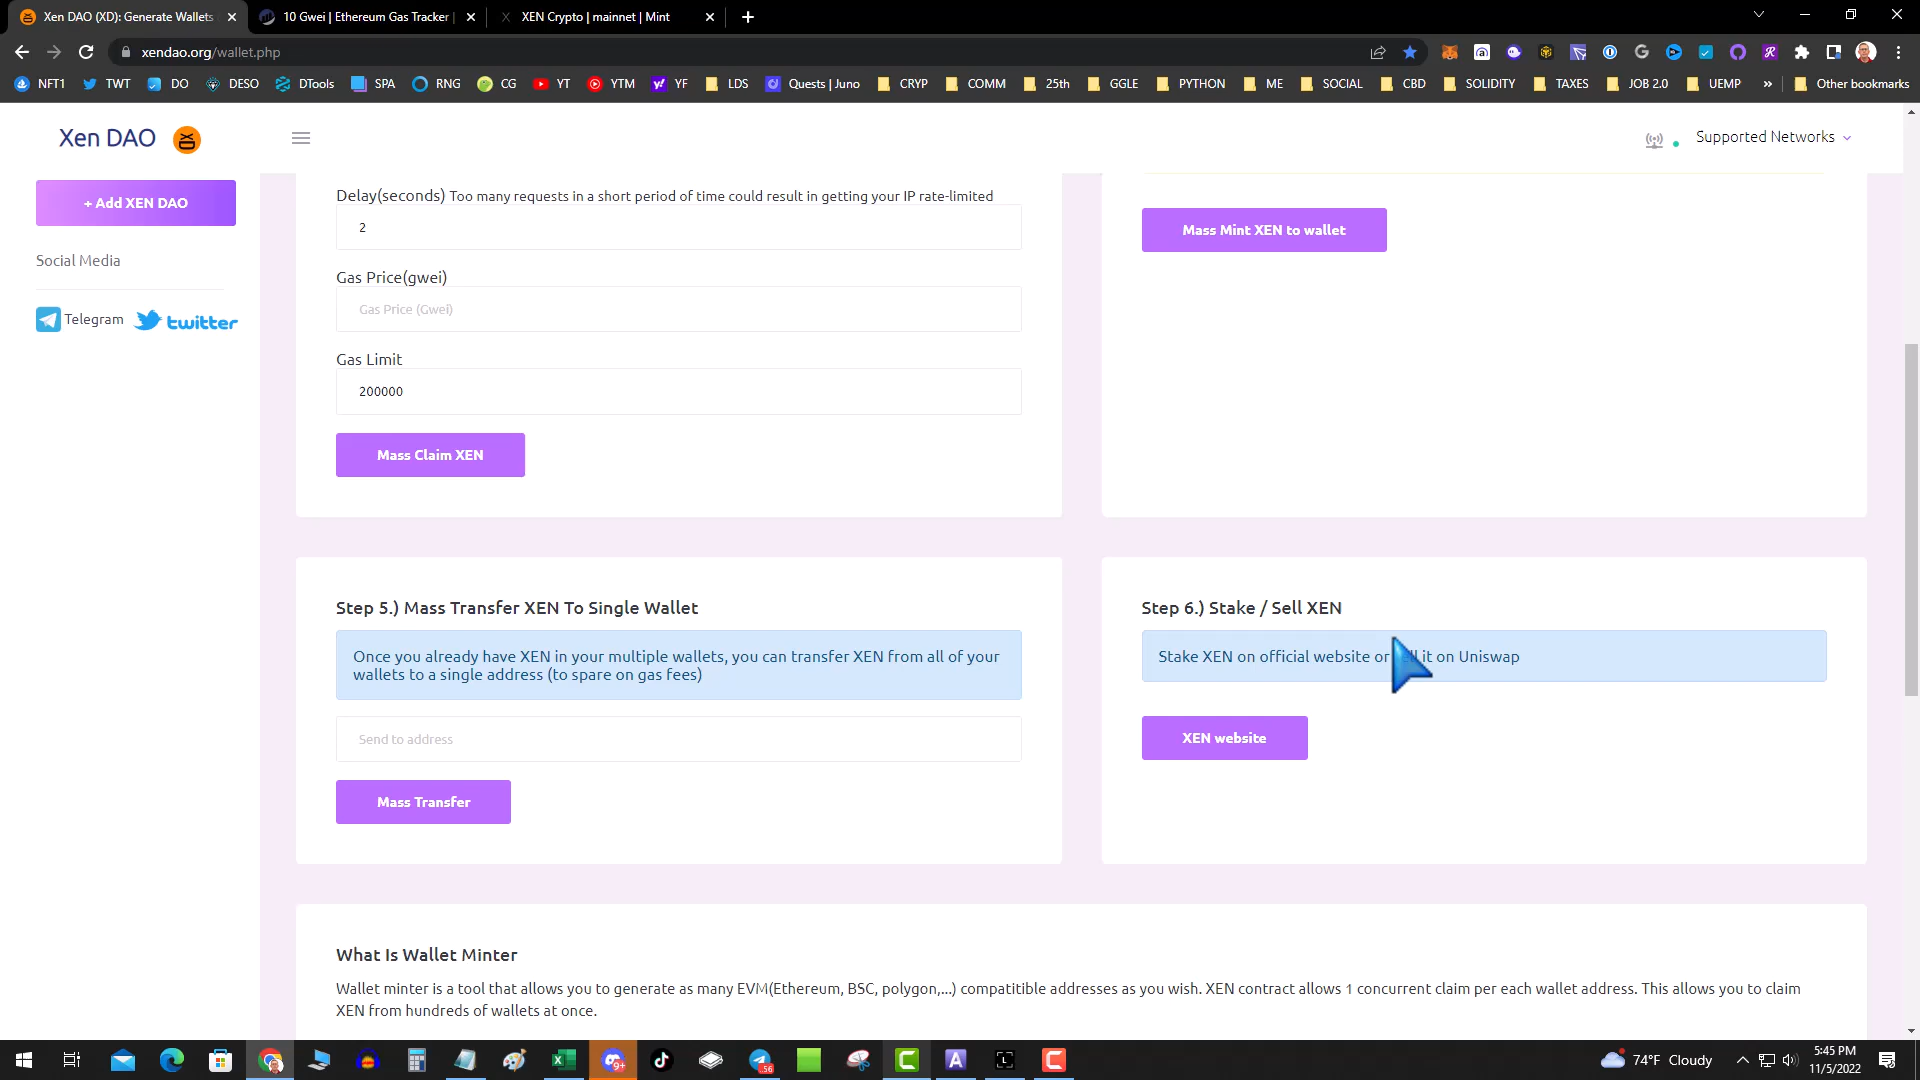 Xen DAO (XD): Generate Wallets
10 Gwei | Ethereum Gas Tracker |
XEN Crypto | mainnet | Mint
xendao.org/wallet.php
NFT1 TWT DO DESO DTools SPA RNG CG YT YTM YF LDS Quests | Juno CRYP COMM 25th GGLE PYTHON ME SOCIAL CBD SOLIDITY TAXES JOB 2.0 UEMP » Other bookmarks
Xen DAO
Supported Networks
+ Add XEN DAO
Social Media
Telegram twitter
Delay(seconds) Too many requests in a short period of time could result in getting your IP rate-limited
2
Gas Price(gwei)
Gas Price (Gwei)
Gas Limit
200000
Mass Claim XEN
Mass Mint XEN to wallet
Step 5.) Mass Transfer XEN To Single Wallet
Once you already have XEN in your multiple wallets, you can transfer XEN from all of your
wallets to a single address (to spare on gas fees)
Send to address
Mass Transfer
Step 6.) Stake / Sell XEN
Stake XEN on official website or sell it on Uniswap
XEN website
What Is Wallet Minter
Wallet minter is a tool that allows you to generate as many EVM(Ethereum, BSC, polygon,...) compatitible addresses as you wish. XEN contract allows 1 concurrent claim per each wallet address. This allows you to claim
XEN from hundreds of wallets at once.
9+
56
74°F Cloudy
5:45 PM
11/5/2022